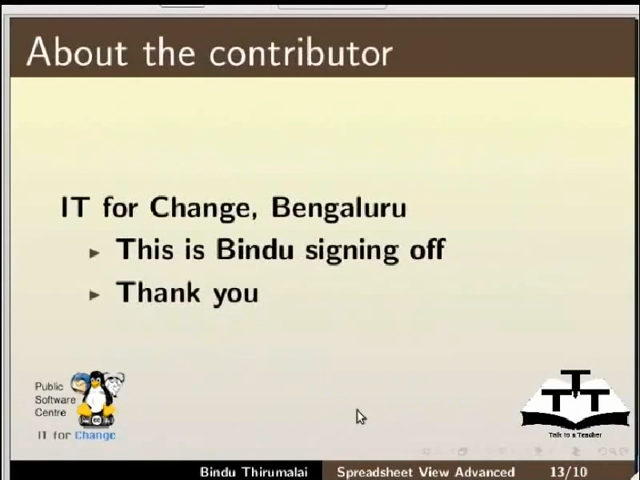 About the contributor
IT for Change, Bengaluru
This is Bindu signing off
Thank you
Public
Software
Centre
IT for Change
TTT
Talk to a Teacher
Bindu Thirumalai
Spreadsheet View Advanced
13/10